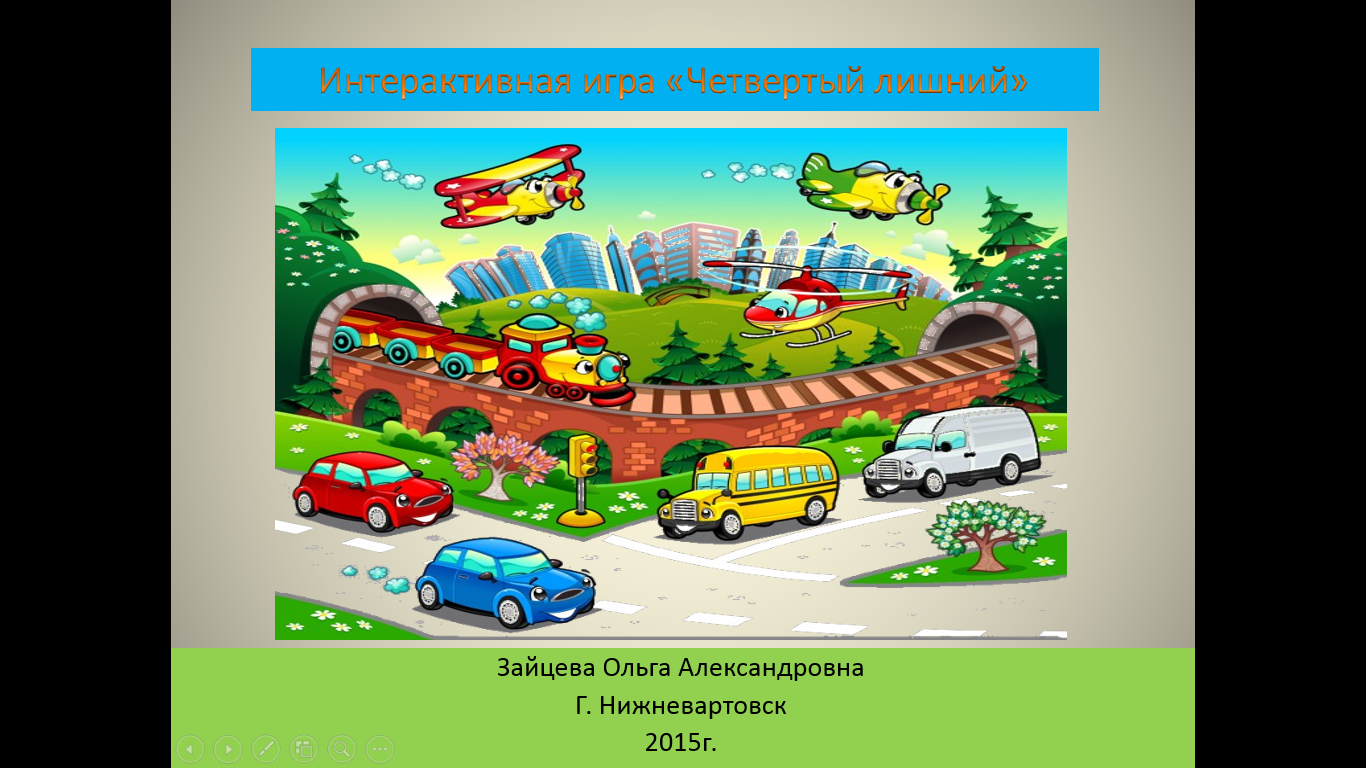 Интерактивная игра «Четвертый лишний»
Зайцева Ольга Александровна
Г. Нижневартовск
2015г.